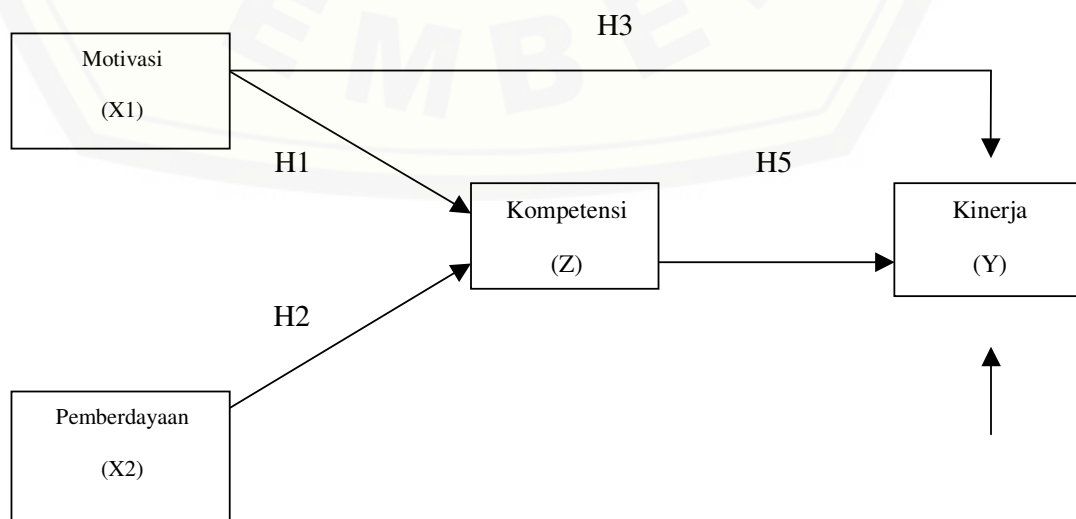 H3
Motivasi
(X1)
H1
H5
Kompetensi
(Z)
Kinerja
(Y)
H2
Pemberdayaan
(X2)
E M B E